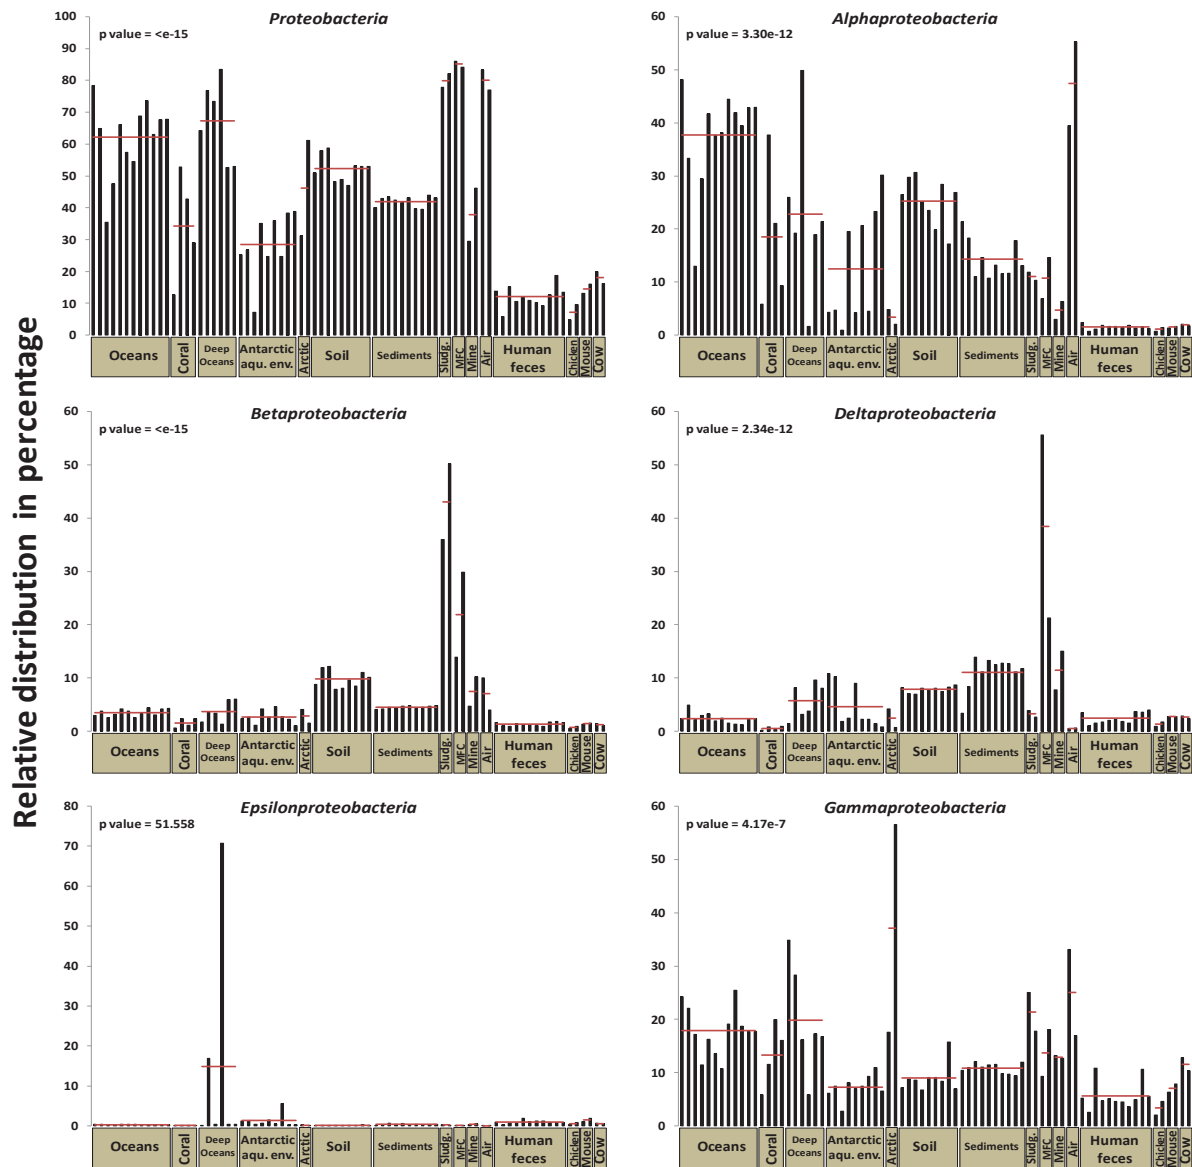 Relative distribution in percentage
Proteobacteria
p value = <e-15
100
90
80
70
60
50
40
30
20
10
0
Oceans
Coral
Deep
Oceans
Antarctic
aqu. env.
Arctic
Soil
Sediments
Sludg.
MFC
Mine
Air
Human
feces
Chicken
Mouse
Cow
Alphaproteobacteria
p value = 3.30e-12
60
50
40
30
20
10
0
Oceans
Coral
Deep
Oceans
Antarctic
aqu. env.
Arctic
Soil
Sediments
Sludg.
MFC
Mine
Air
Human
feces
Chicken
Mouse
Cow
Betaproteobacteria
p value = <e-15
60
50
40
30
20
10
0
Oceans
Coral
Deep
Oceans
Antarctic
aqu. env.
Arctic
Soil
Sediments
Sludg.
MFC
Mine
Air
Human
feces
Chicken
Mouse
Cow
Deltaproteobacteria
p value = 2.34e-12
60
50
40
30
20
10
0
Oceans
Coral
Deep
Oceans
Antarctic
aqu. env.
Arctic
Soil
Sediments
Sludg.
MFC
Mine
Air
Human
feces
Chicken
Mouse
Cow
Epsilonproteobacteria
p value = 51.558
80
70
60
50
40
30
20
10
0
Oceans
Coral
Deep
Oceans
Antarctic
aqu. env.
Arctic
Soil
Sediments
Sludg.
MFC
Mine
Air
Human
feces
Chicken
Mouse
Cow
Gammaproteobacteria
p value = 4.17e-7
60
50
40
30
20
10
0
Oceans
Coral
Deep
Oceans
Antarctic
aqu. env.
Arctic
Soil
Sediments
Sludg.
MFC
Mine
Air
Human
feces
Chicken
Mouse
Cow